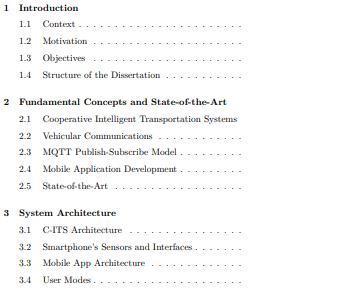 1 Introduction
1.1 Context . . . . . . . . . . . . . . . . . . . . . . .
1.2 Motivation . . . . . . . . . . . . . . . . . . . . .
1.3 Objectives . . . . . . . . . . . . . . . . . . . . .
1.4 Structure of the Dissertation . . . . . . . . . . .
2 Fundamental Concepts and State-of-the-Art
2.1 Cooperative Intelligent Transportation Systems
2.2 Vehicular Communications . . . . . . . . . . . .
2.3 MQTT Publish-Subscribe Model . . . . . . . . .
2.4 Mobile Application Development . . . . . . . . .
2.5 State-of-the-Art . . . . . . . . . . . . . . . . . .
3 System Architecture
3.1 C-ITS Architecture . . . . . . . . . . . . . . . .
3.2 Smartphone's Sensors and Interfaces . . . . . . .
3.3 Mobile App Architecture . . . . . . . . . . . . .
3.4 User Modes . . . . . . . . . . . . . . . . . . . . .